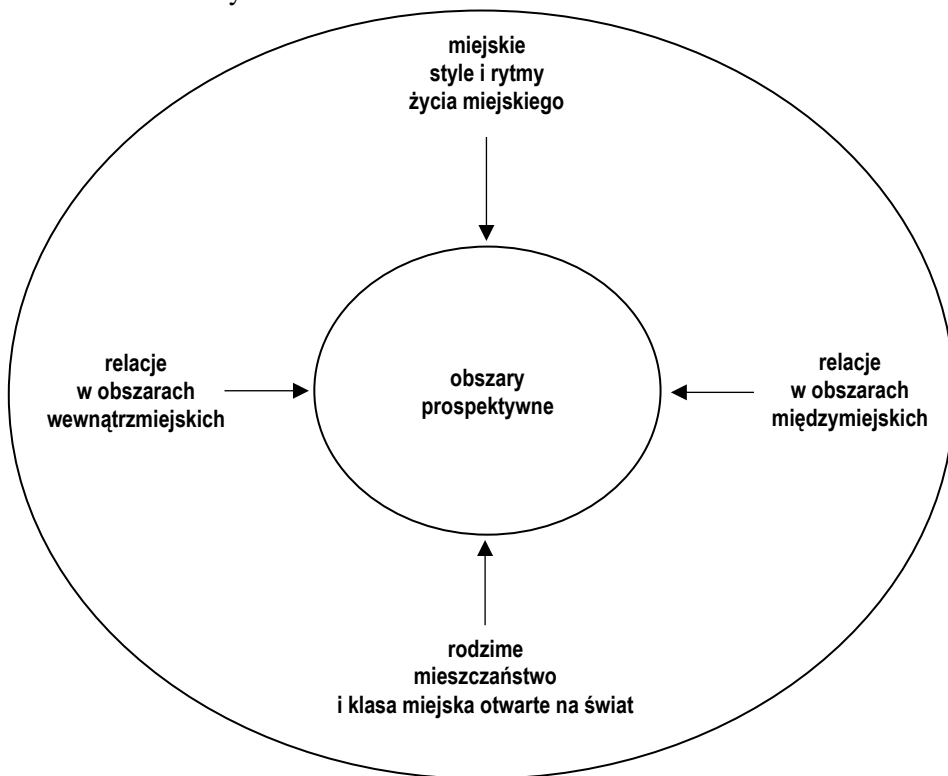 miejskie
style i rytmy
życia miejskiego
relacje
w obszarach
wewnątrzmiejskich
obszary
prospektywne
relacje
w obszarach
międzymiejskich
rodzime
mieszczaństwo
i klasa miejska otwarte na świat